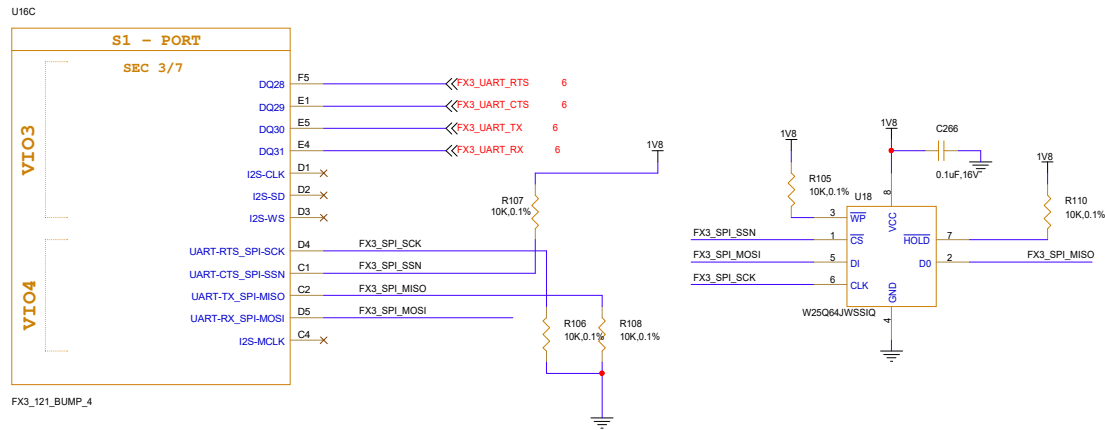 U16C
S1 - PORT
SEC 3/7
VIO3
DQ28 F5 FX3_UART_RTS 6
DQ29 E1 FX3_UART_CTS 6
DQ30 E5 FX3_UART_TX 6
DQ31 E4 FX3_UART_RX 6
I2S-CLK D1
I2S-SD D2
I2S-WS D3
VIO4
UART-RTS_SPI-SCK D4 FX3_SPI_SCK
UART-CTS_SPI-SSN C1 FX3_SPI_SSN
UART-TX_SPI-MISO C2 FX3_SPI_MISO
UART-RX_SPI-MOSI D5 FX3_SPI_MOSI
I2S-MCLK C4
FX3_121_BUMP_4
1V8
R107
10K,0.1%
R106
10K,0.1%
R108
10K,0.1%
1V8
R105
10K,0.1%
1V8
C266
0.1uF,16V
1V8
R110
10K,0.1%
U18
8
VCC
3 WP
HOLD 7
FX3_SPI_SSN 1 CS
FX3_SPI_MOSI 5 DI
D0 2 FX3_SPI_MISO
FX3_SPI_SCK 6 CLK
GND
4
W25Q64JWSSIQ